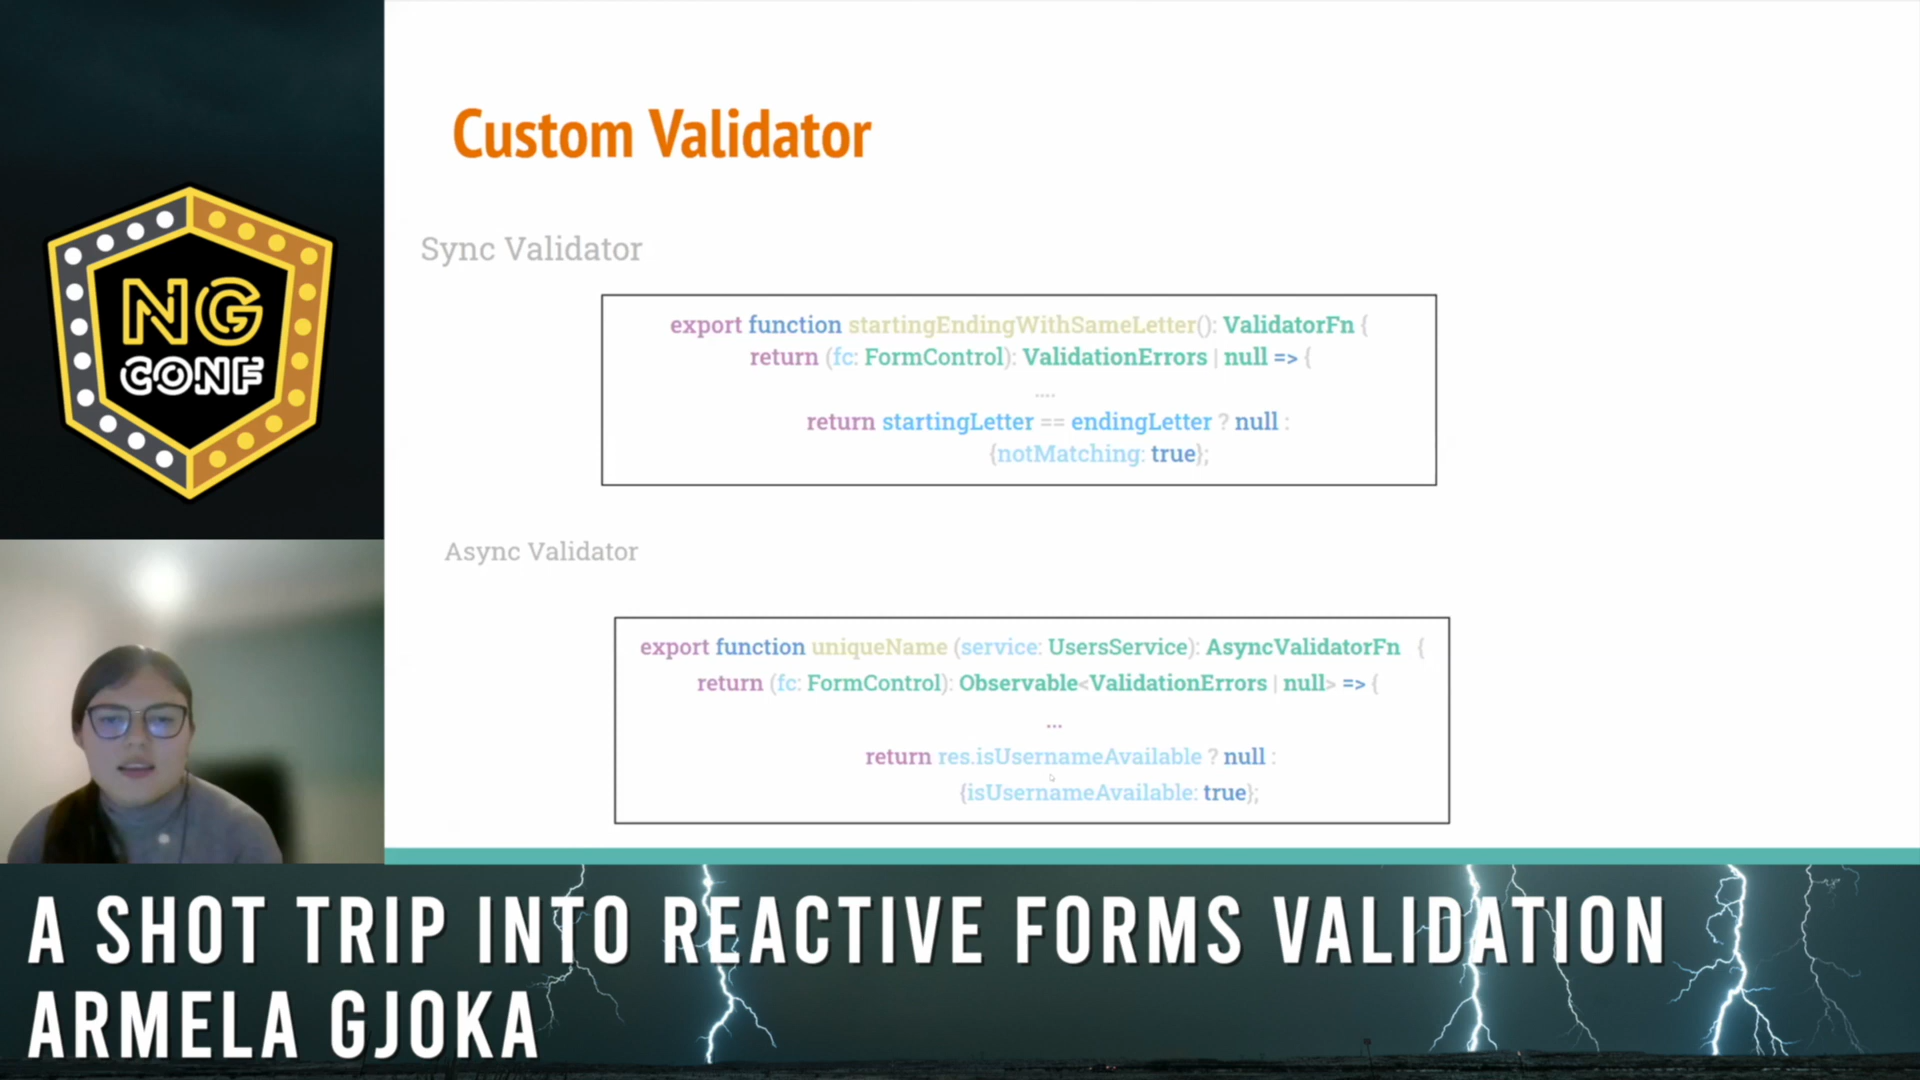 NG
CONF
Custom Validator
Sync Validator
export function startingEndingWithSameLetter(): ValidatorFn {
return (fc: FormControl): ValidationErrors | null => {
....
return startingLetter == endingLetter ? null :
{notMatching: true};
Async Validator
export function uniqueName (service: UsersService): AsyncValidatorFn {
return (fc: FormControl): Observable<ValidationErrors | null> => {
...
return res.isUsernameAvailable ? null :
{isUsernameAvailable: true};
A SHOT TRIP INTO REACTIVE FORMS VALIDATION
ARMELA GJOKA